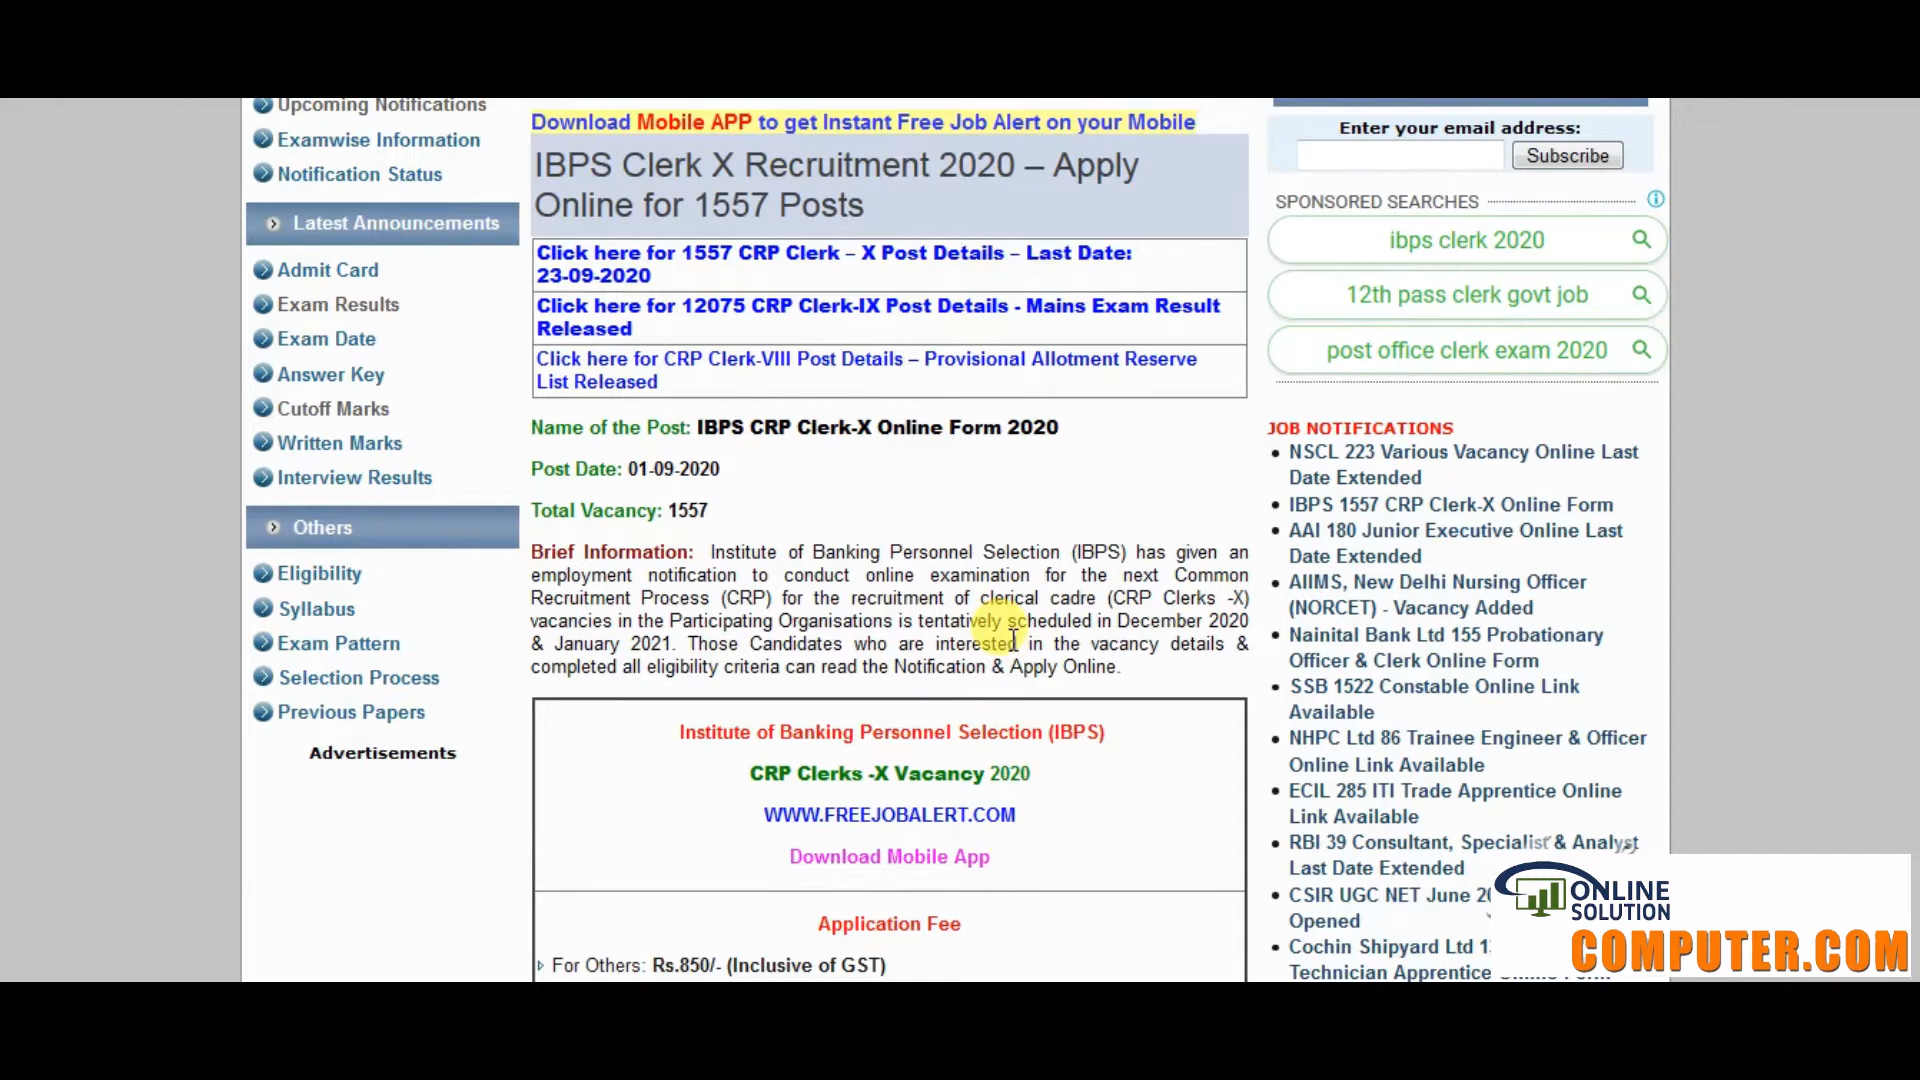 Upcoming Notifications
Examwise Information
Notification Status
Latest Announcements
Admit Card
Exam Results
Exam Date
Answer Key
Cutoff Marks
Written Marks
Interview Results
Others
Eligibility
Syllabus
Exam Pattern
Selection Process
Previous Papers
Advertisements
Download Mobile APP to get Instant Free Job Alert on your Mobile
IBPS Clerk X Recruitment 2020 – Apply
Online for 1557 Posts
Click here for 1557 CRP Clerk – X Post Details – Last Date:
23-09-2020
Click here for 12075 CRP Clerk-IX Post Details - Mains Exam Result
Released
Click here for CRP Clerk-VIII Post Details – Provisional Allotment Reserve
List Released
Name of the Post: IBPS CRP Clerk-X Online Form 2020
Post Date: 01-09-2020
Total Vacancy: 1557
Brief Information: Institute of Banking Personnel Selection (IBPS) has given an
employment notification to conduct online examination for the next Common
Recruitment Process (CRP) for the recruitment of clerical cadre (CRP Clerks -X)
vacancies in the Participating Organisations is tentatively scheduled in December 2020
& January 2021. Those Candidates who are interested in the vacancy details &
completed all eligibility criteria can read the Notification & Apply Online.
Institute of Banking Personnel Selection (IBPS)
CRP Clerks -X Vacancy 2020
WWW.FREEJOBALERT.COM
Download Mobile App
Application Fee
For Others: Rs.850/- (Inclusive of GST)
Enter your email address:
Subscribe
SPONSORED SEARCHES
ibps clerk 2020
12th pass clerk govt job
post office clerk exam 2020
JOB NOTIFICATIONS
NSCL 223 Various Vacancy Online Last
Date Extended
IBPS 1557 CRP Clerk-X Online Form
AAI 180 Junior Executive Online Last
Date Extended
AIIMS, New Delhi Nursing Officer
(NORCET) - Vacancy Added
Nainital Bank Ltd 155 Probationary
Officer & Clerk Online Form
SSB 1522 Constable Online Link
Available
NHPC Ltd 86 Trainee Engineer & Officer
Online Link Available
ECIL 285 ITI Trade Apprentice Online
Link Available
RBI 39 Consultant, Specialist & Analyst
Last Date Extended
CSIR UGC NET June
Opened
Cochin Shipyard Ltd
Technician Apprentice
ONLINE
SOLUTION
COMPUTER.COM